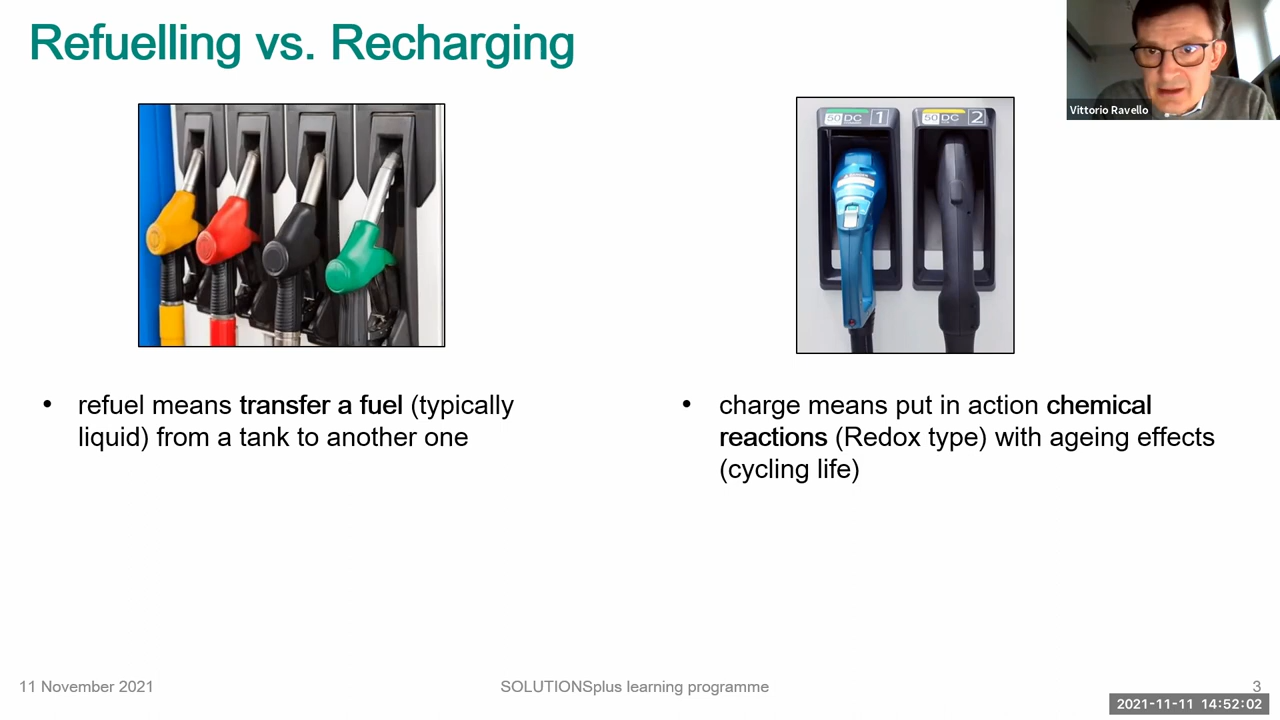 Refuelling vs. Recharging
Vittorio Ravello
50 DC 1
50 DC 2
• refuel means transfer a fuel (typically
liquid) from a tank to another one
• charge means put in action chemical
reactions (Redox type) with ageing effects
(cycling life)
11 November 2021
SOLUTIONSplus learning programme
3
2021-11-11 14:52:02